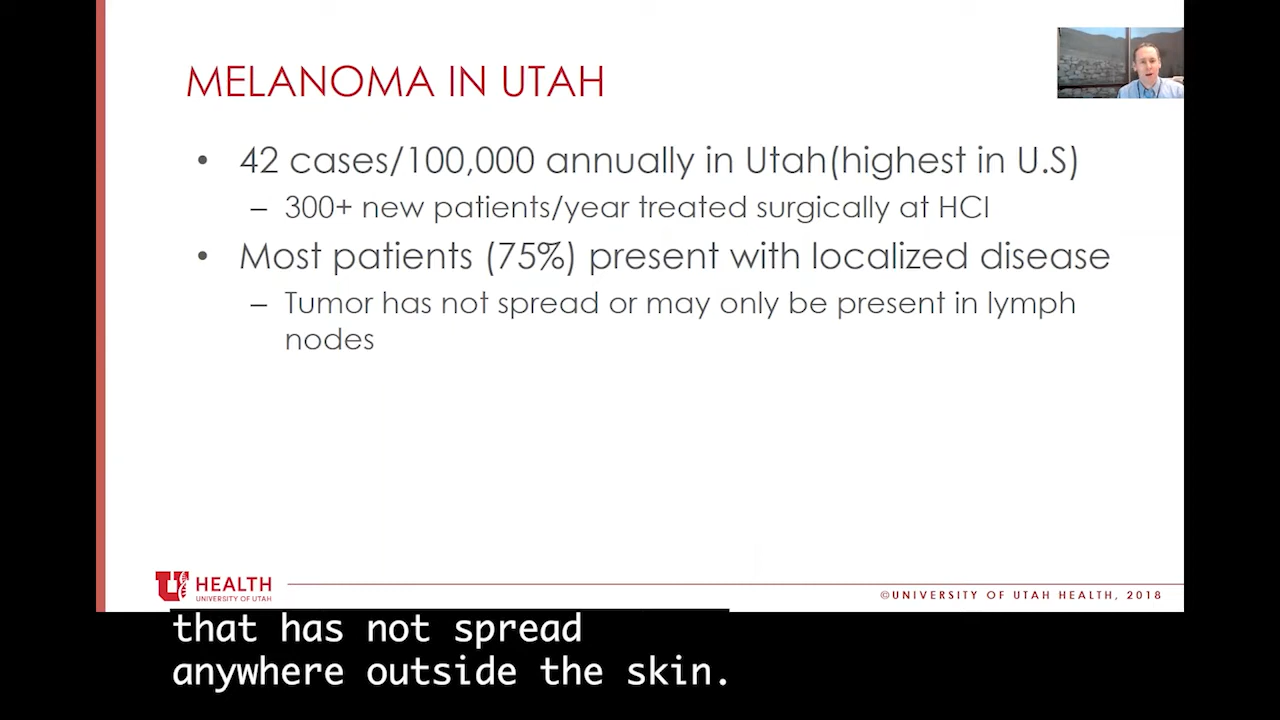 MELANOMA IN UTAH
• 42 cases/100,000 annually in Utah(highest in U.S)
– 300+ new patients/year treated surgically at HCI
• Most patients (75%) present with localized disease
– Tumor has not spread or may only be present in lymph
nodes
U HEALTH
UNIVERSITY OF UTAH
©UNIVERSITY OF UTAH HEALTH, 2018
that has not spread
anywhere outside the skin.